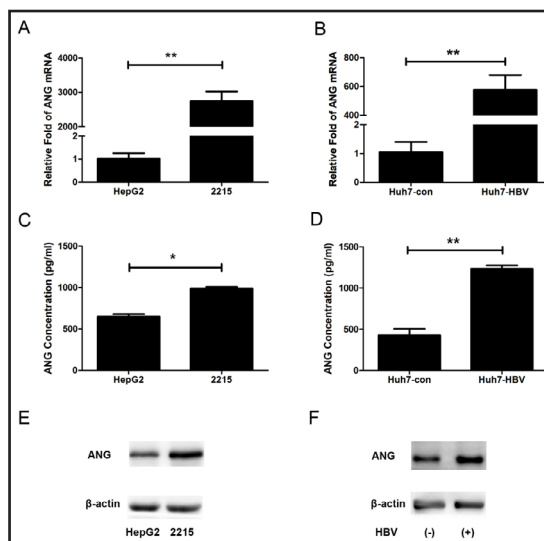 A
Relative Fold of ANG mRNA
4000
3000
2000
2
1
0
**
HepG2
2215
B
Relative Fold of ANG mRNA
800
600
400
2
1
0
**
Huh7-con
Huh7-HBV
C
ANG Concentration (pg/ml)
1500
1000
500
0
*
HepG2
2215
D
ANG Concentration (pg/ml)
1500
1000
500
0
**
Huh7-con
Huh7-HBV
E
ANG
β-actin
HepG2 2215
F
ANG
β-actin
HBV (-) (+)